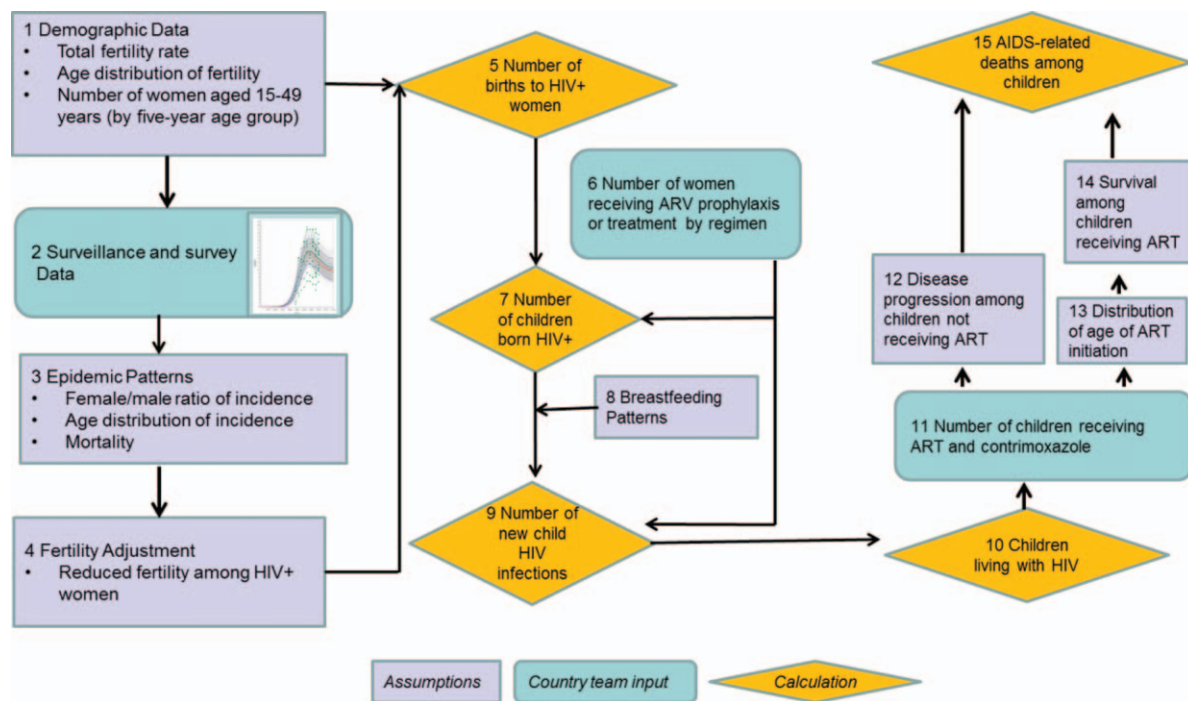 1 Demographic Data
• Total fertility rate
• Age distribution of fertility
• Number of women aged 15-49
years (by five-year age group)
2 Surveillance and survey
Data
3 Epidemic Patterns
• Female/male ratio of incidence
• Age distribution of incidence
• Mortality
4 Fertility Adjustment
• Reduced fertility among HIV+
women
5 Number of
births to HIV+
women
6 Number of women
receiving ARV prophylaxis
or treatment by regimen
7 Number of
of children
born HIV+
8 Breastfeeding
Patterns
9 Number of
new child
HIV
infections
10 Children
living with HIV
11 Number of children receiving
ART and contrimoxazole
12 Disease
progression among
children not
receiving ART
13 Distribution
of age of ART
initiation
14 Survival
among
children
receiving ART
15 AIDS-related
deaths among
children
Assumptions
Country team input
Calculation